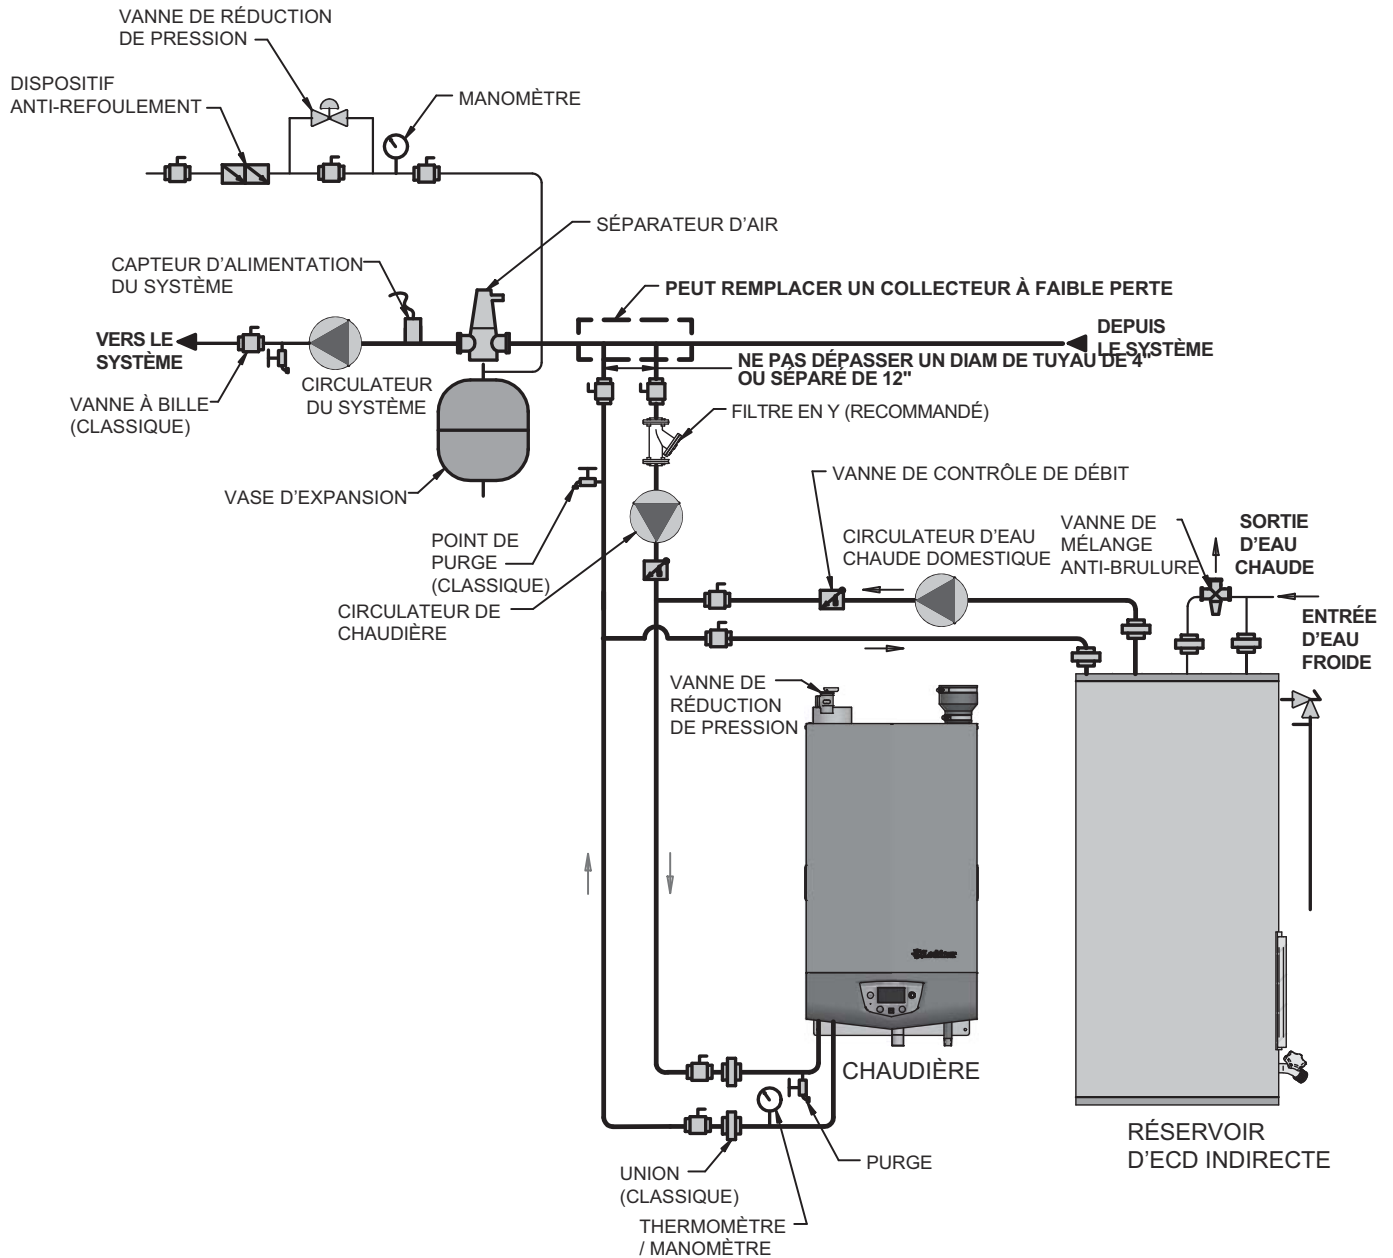 VANNE DE RÉDUCTION
DE PRESSION
DISPOSITIF
ANTI-REFOULEMENT
MANOMÈTRE
SÉPARATEUR D'AIR
CAPTEUR D'ALIMENTATION
DU SYSTÈME
PEUT REMPLACER UN COLLECTEUR À FAIBLE PERTE
VERS LE
SYSTÈME
DEPUIS
LE SYSTÈME
NE PAS DÉPASSER UN DIAM DE TUYAU DE 4"
OU SÉPARÉ DE 12"
CIRCULATEUR
DU SYSTÈME
VANNE À BILLE
(CLASSIQUE)
FILTRE EN Y (RECOMMANDÉ)
VASE D'EXPANSION
VANNE DE CONTRÔLE DE DÉBIT
POINT DE
PURGE
(CLASSIQUE)
CIRCULATEUR D'EAU
CHAUDE DOMESTIQUE
VANNE DE
MÉLANGE
ANTI-BRULURE
SORTIE
D'EAU
CHAUDE
CIRCULATEUR DE
CHAUDIÈRE
ENTRÉE
D'EAU
FROIDE
VANNE DE
RÉDUCTION
DE PRESSION
Lochinvar
CHAUDIÈRE
RÉSERVOIR
D'ECD INDIRECTE
PURGE
UNION
(CLASSIQUE)
THERMOMÈTRE
/ MANOMÈTRE